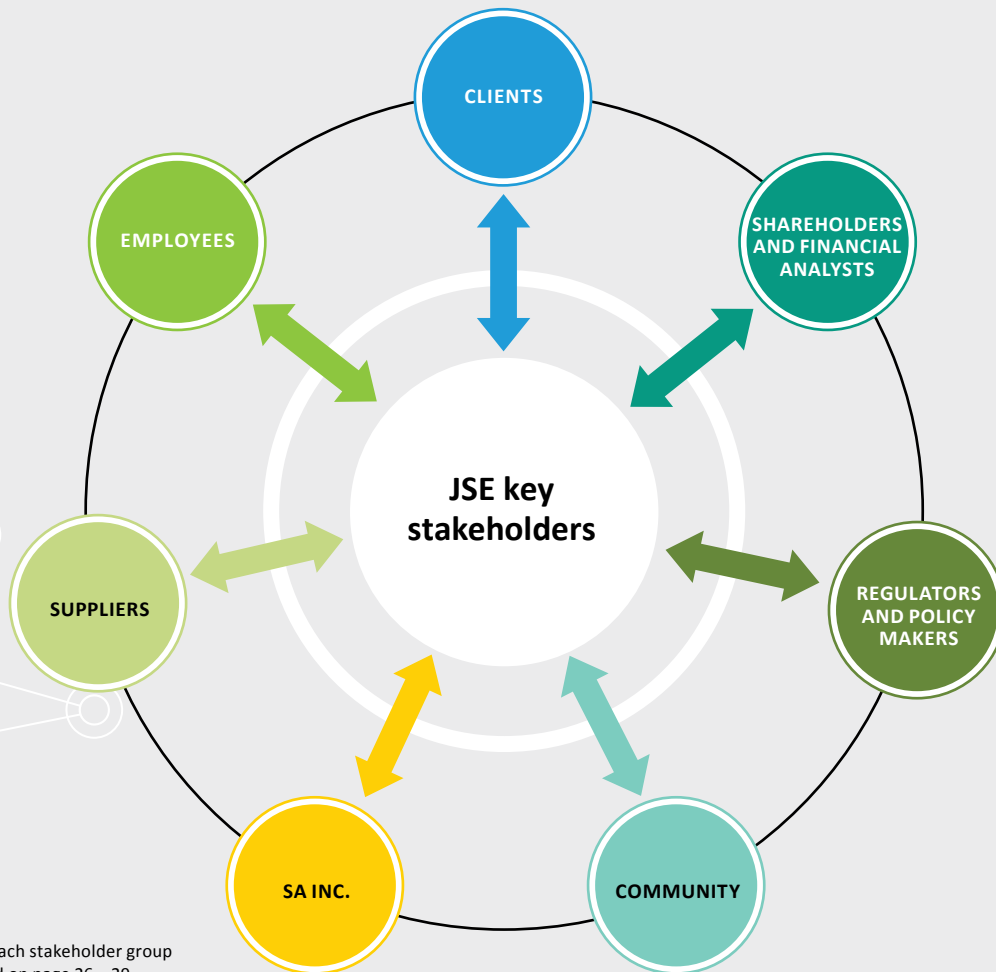 CLIENTS
SHAREHOLDERS
AND FINANCIAL
ANALYSTS
EMPLOYEES
JSE key
stakeholders
REGULATORS
AND POLICY
MAKERS
SUPPLIERS
SA INC.
COMMUNITY
stakeholder group